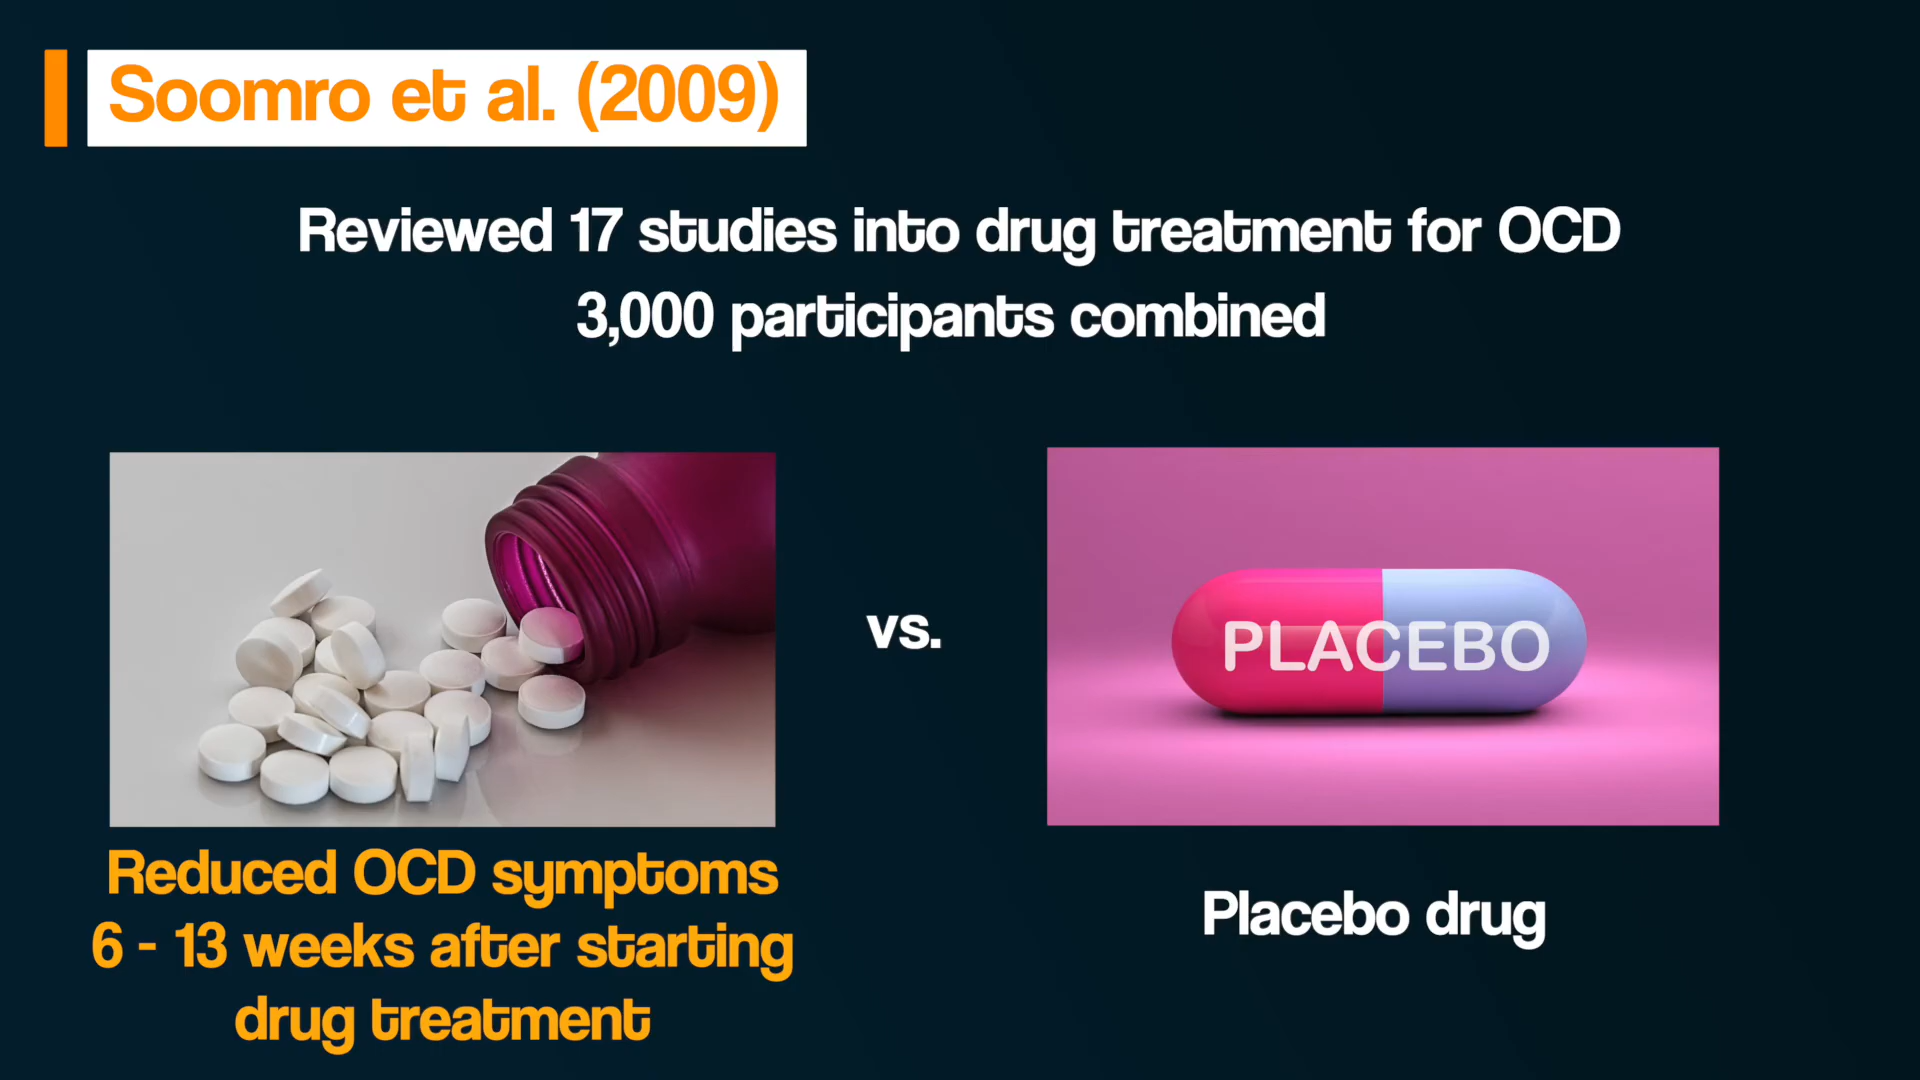 Soomro et al. (2009)
Reviewed 17 studies into drug treatment for OCD
3,000 participants combined
vs.
PLACEBO
Reduced OCD symptoms
6 - 13 weeks after starting
drug treatment
Placebo drug